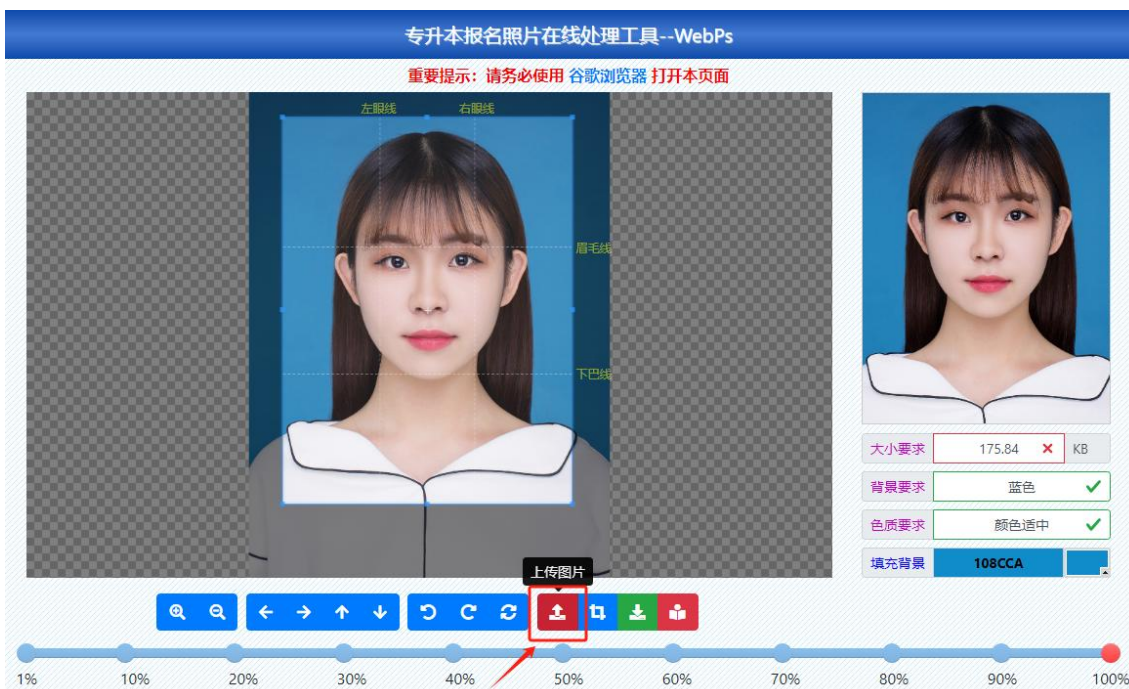 专升本报名照片在线处理工具--WebPs
重要提示：请务必使用 谷歌浏览器 打开本页面
左眼线 右眼线
眉毛线
下巴线
大小要求 175.84 KB
背景要求 蓝色
色质要求 颜色适中
填充背景 108CCA
上传图片
1% 10% 20% 30% 40% 50% 60% 70% 80% 90% 100%